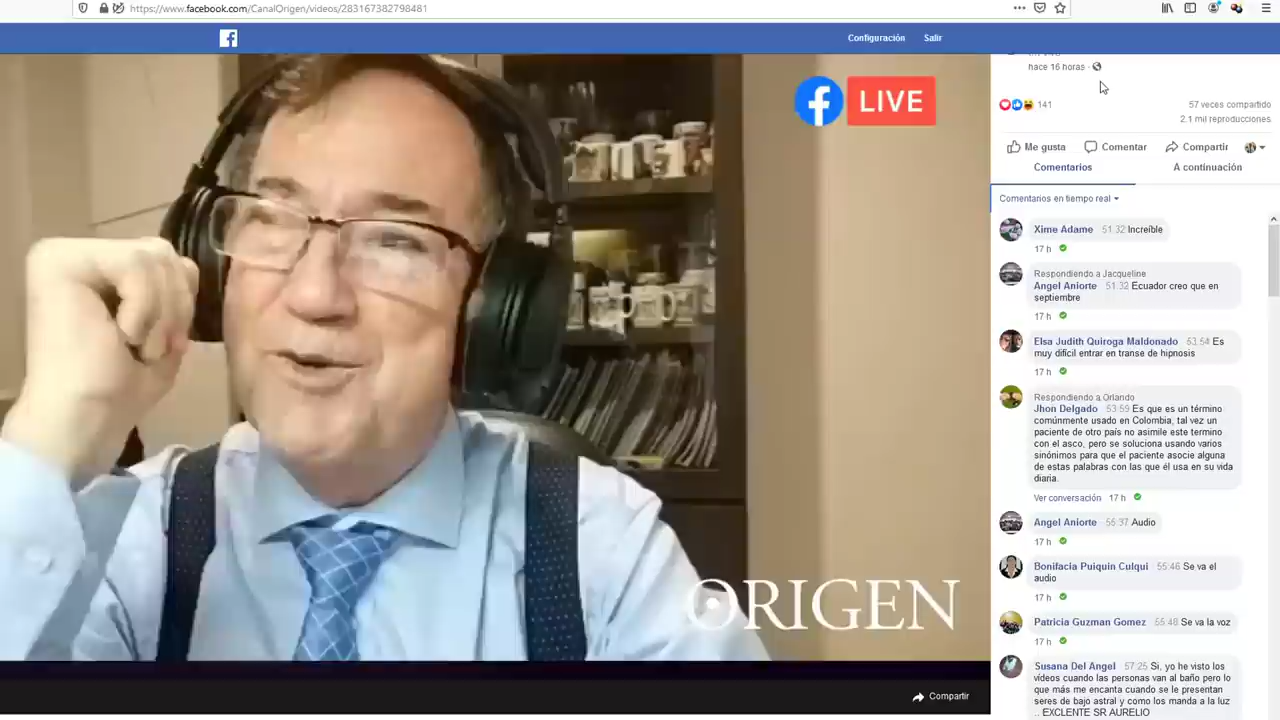 https://www.facebook.com/CanalOrigen/videos/283167382798481
Configuración Salir
LIVE
ORIGEN
Compartir
hace 16 horas ·
141
57 veces compartido
2.1 mil reproducciones
Me gusta Comentar Compartir
Comentarios A continuación
Comentarios en tiempo real
Xime Adame 51:32 Increíble
17 h
Respondiendo a Jacqueline
Angel Aniorte 51:32 Ecuador creo que en
septiembre
17 h
Elsa Judith Quiroga Maldonado 53:54 Es
muy difícil entrar en transe de hipnosis
17 h
Respondiendo a Orlando
Jhon Delgado 53:59 Es que es un término
comúnmente usado en Colombia, tal vez un
paciente de otro país no asimile este termino
con el asco, pero se soluciona usando varios
sinónimos para que el paciente asocie alguna
de estas palabras con las que él usa en su vida
diaria.
Ver conversación 17 h
Angel Aniorte 55:37 Audio
17 h
Bonifacia Puiquin Culqui 55:46 Se va el
audio
17 h
Patricia Guzman Gomez 55:48 Se va la voz
17 h
Susana Del Angel 57:25 Si, yo he visto los
vídeos cuando las personas van al baño pero lo
que más me encanta cuando se le presentan
seres de bajo astral y como los manda a la luz
.. EXCLENTE SR AURELIO